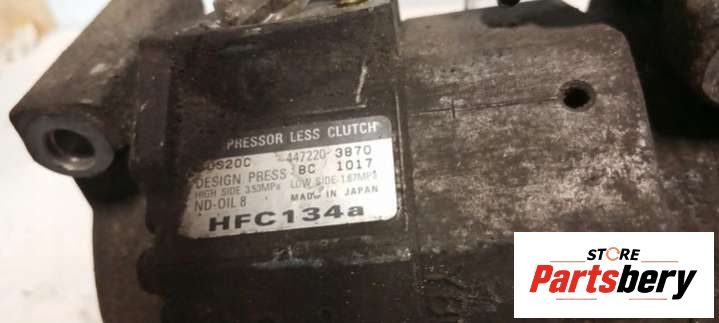 PRESSOR LESS CLUTCH
S20C 447220-3870
DESIGN PRESS 8C 1017
HIGH SIDE 3.53MPa LOW SIDE 1.67MPa
ND-OIL 8 MADE IN JAPAN
HFC134a
STORE
Partsbery